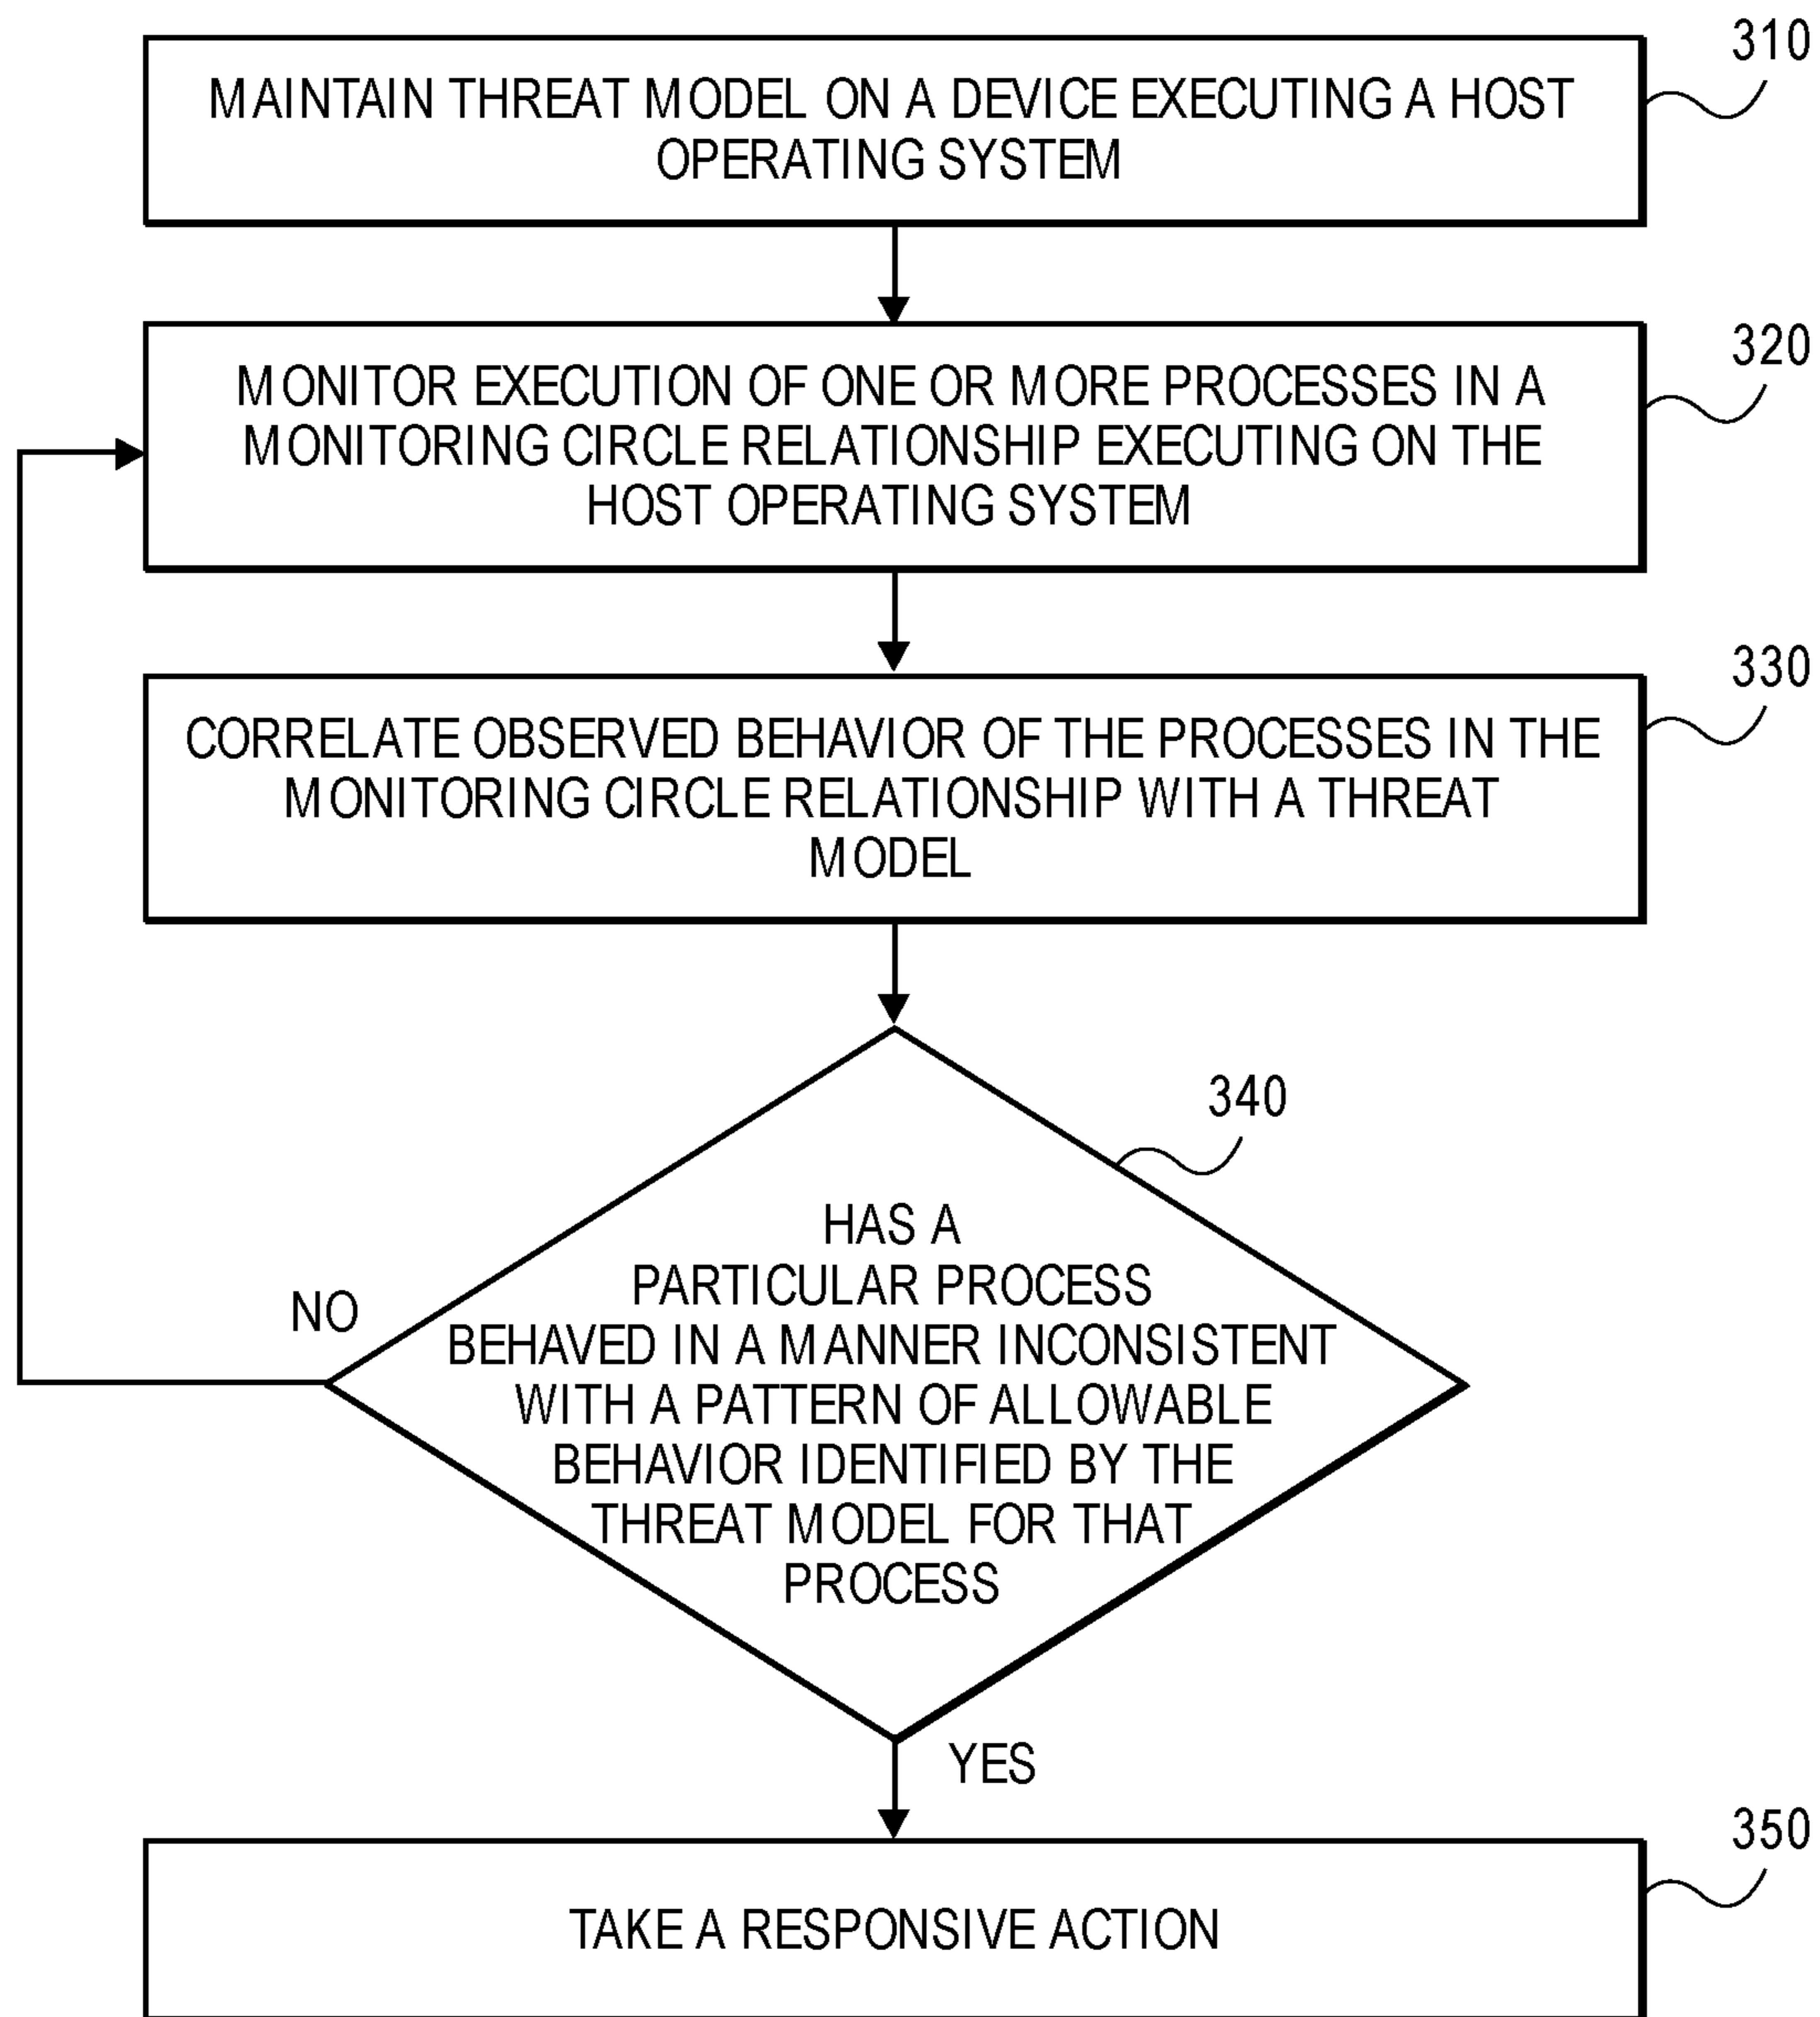 310
MAINTAIN THREAT MODEL ON A DEVICE EXECUTING A HOST
OPERATING SYSTEM
320
MONITOR EXECUTION OF ONE OR MORE PROCESSES IN A
MONITORING CIRCLE RELATIONSHIP EXECUTING ON THE
HOST OPERATING SYSTEM
330
CORRELATE OBSERVED BEHAVIOR OF THE PROCESSES IN THE
MONITORING CIRCLE RELATIONSHIP WITH A THREAT
MODEL
340
HAS A
PARTICULAR PROCESS
BEHAVED IN A MANNER INCONSISTENT
WITH A PATTERN OF ALLOWABLE
BEHAVIOR IDENTIFIED BY THE
THREAT MODEL FOR THAT
PROCESS
NO
YES
350
TAKE A RESPONSIVE ACTION